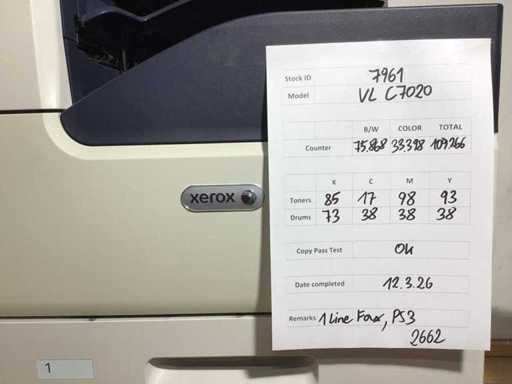 Stock ID 7961
Model VL C7020
B/W COLOR TOTAL
Counter 75.868 33.398 109.266
K C M Y
Toners 85 17 98 93
Drums 73 38 38 38
Copy Pass Test Ok
Date completed 12.3.26
Remarks 1 Line Fax, PS3
2662
xerox
1